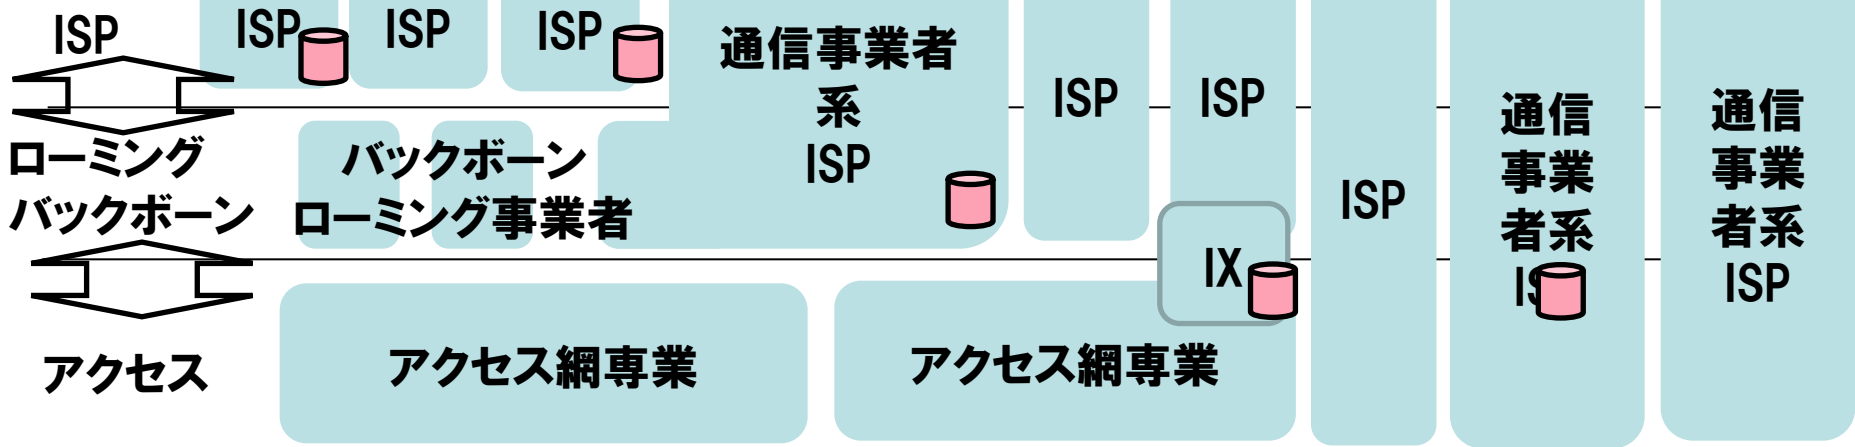 ISP
ISP
ISP
ISP
通信事業者
系
ISP
ISP
ISP
ISP
通信
事業
者系
IS
通信
事業
者系
ISP
ローミング
バックボーン
バックボーン
ローミング事業者
IX
アクセス
アクセス網専業
アクセス網専業